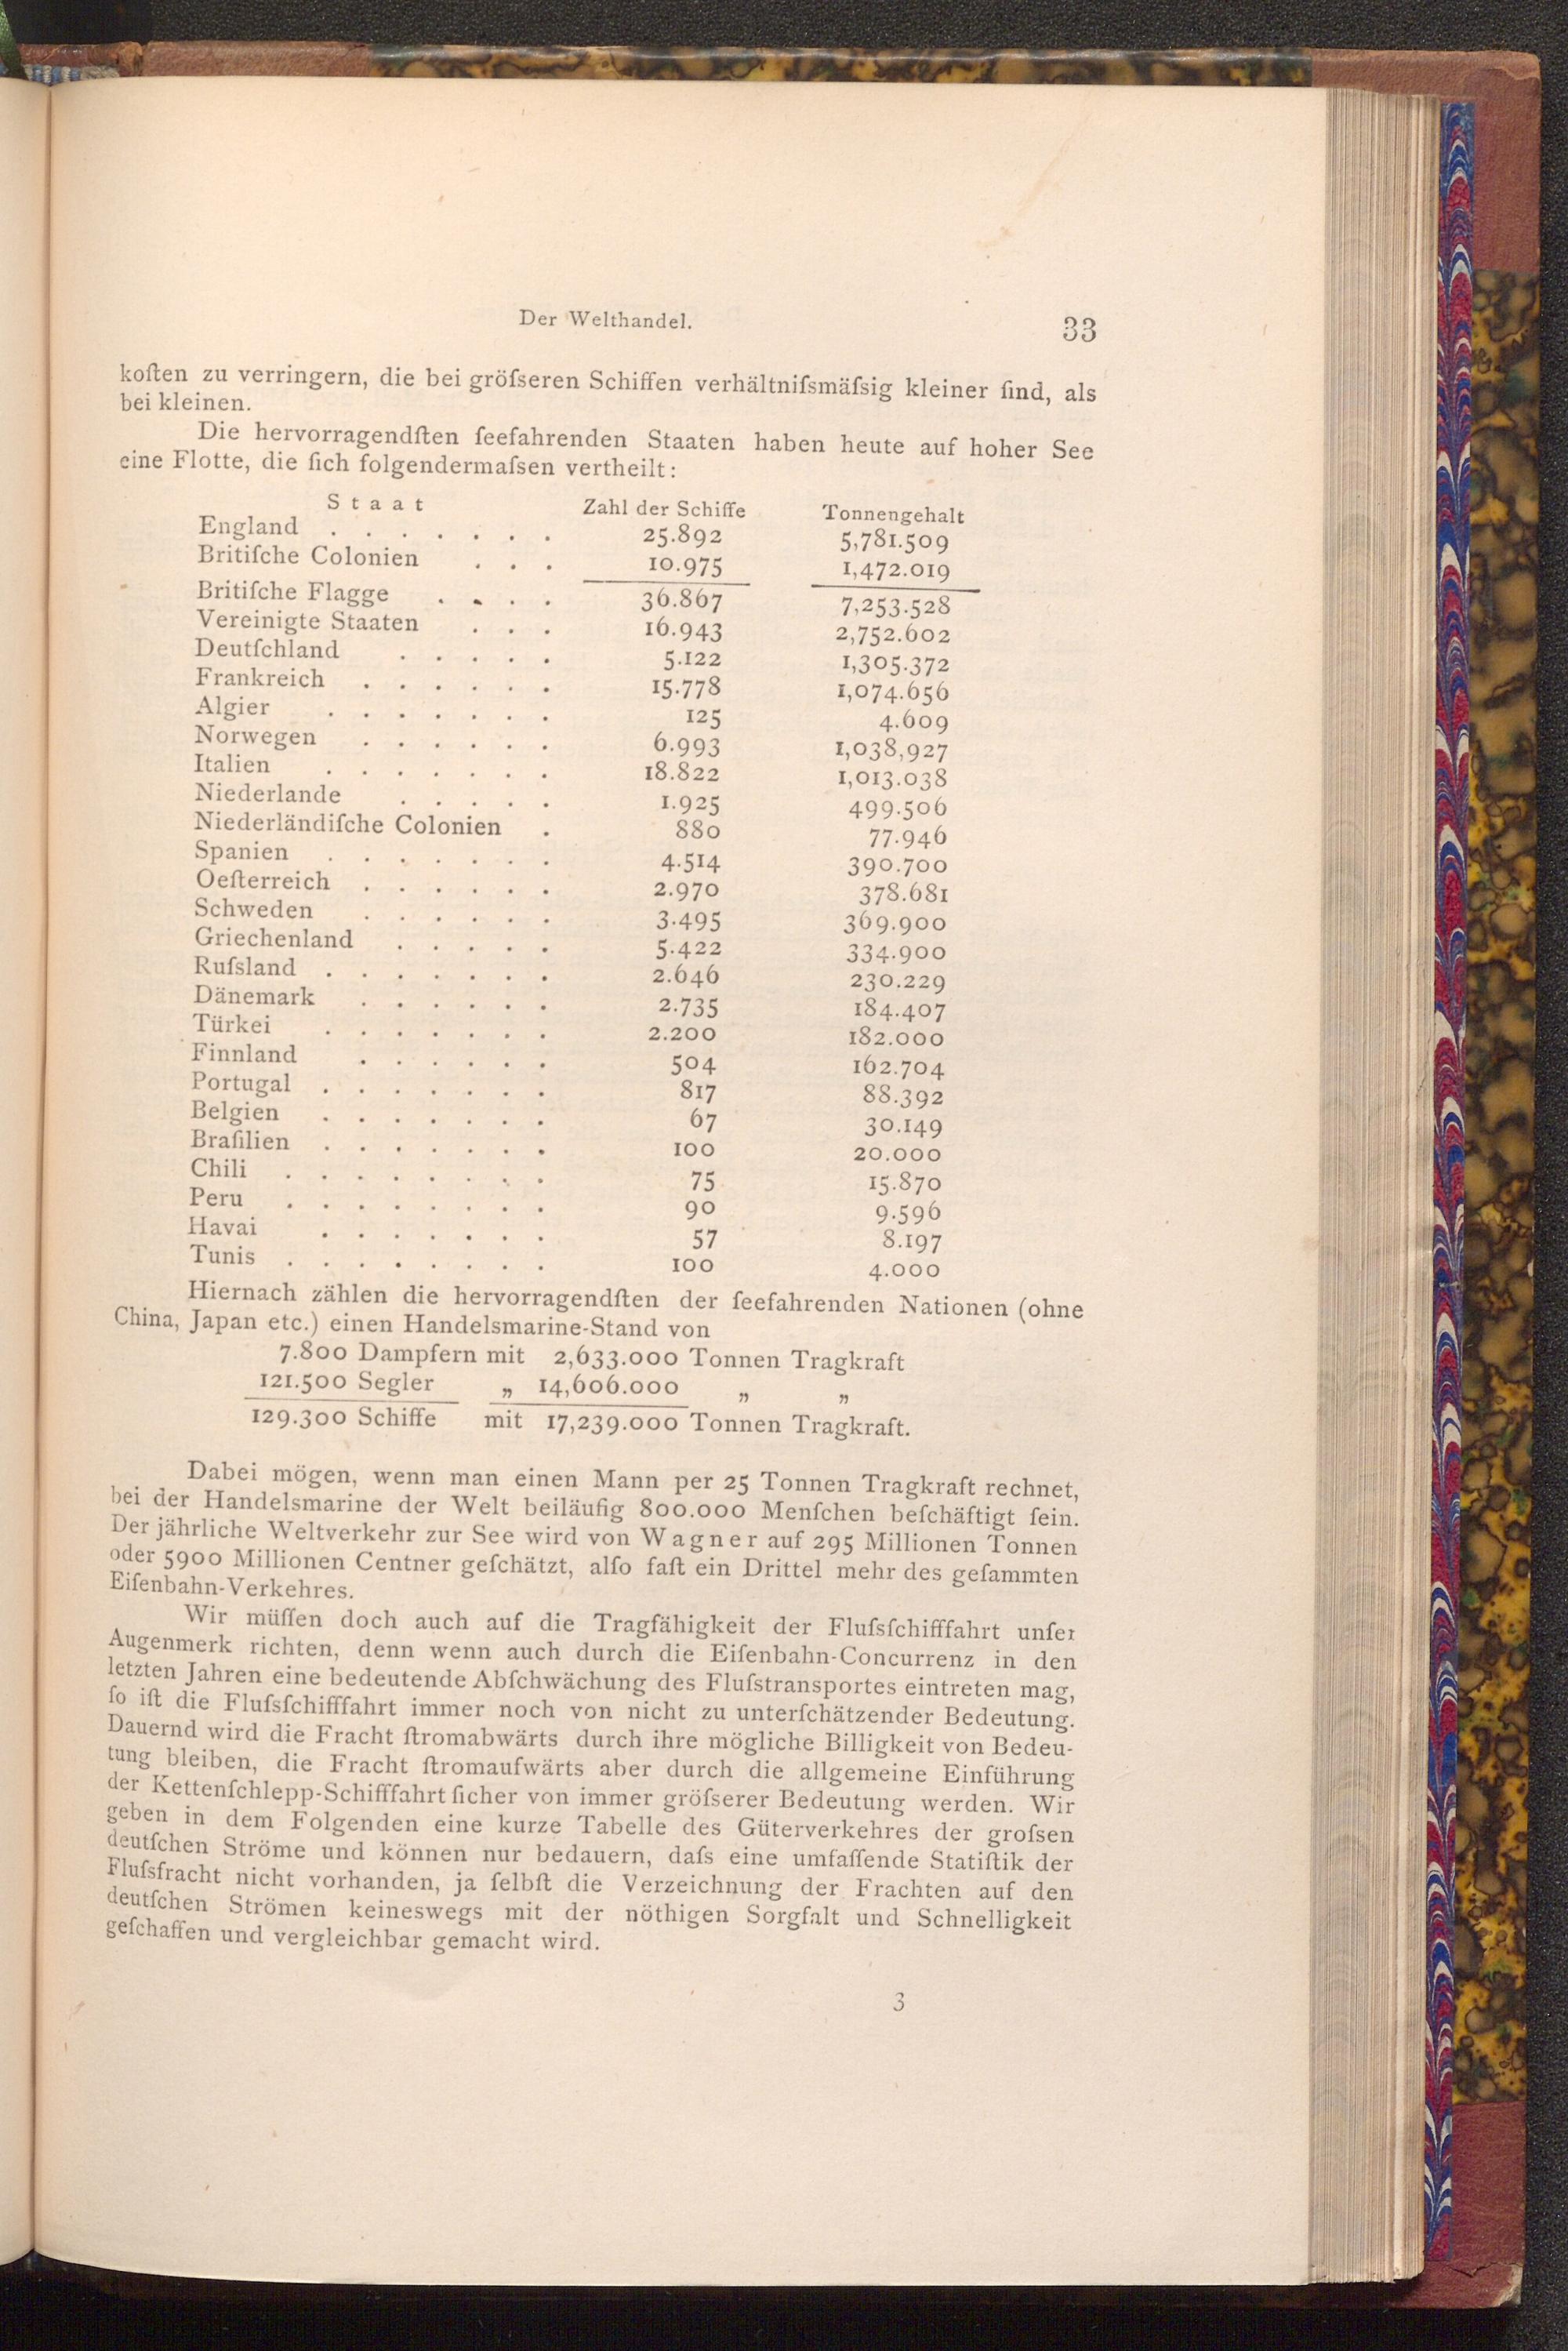 Der Welthandel. 33
koſten zu verringern, die bei gröſseren Schiffen verhältniſsmäſsig kleiner ſind, als
bei kleinen.
Die hervorragendſten ſeefahrenden Staaten haben heute auf hoher See
eine Flotte, die ſich folgendermaſsen vertheilt:
Staat Zahl der Schiffe Tonnengehalt
England . . . . . . . 25.892 5,781.509
Britiſche Colonien . . . 10.975 1,472.019
Britiſche Flagge . . . . 36.867 7,253.528
Vereinigte Staaten . . . 16.943 2,752.602
Deutſchland . . . . . 5.122 1,305.372
Frankreich . . . . . . 15.778 1,074.656
Algier . . . . . . . 125 4.609
Norwegen . . . . . . 6.993 1,038,927
Italien . . . . . . . 18.822 1,013.038
Niederlande . . . . . 1.925 499.506
Niederländiſche Colonien . 880 77.946
Spanien . . . . . . . 4.514 390.700
Oeſterreich . . . . . . 2.970 378.681
Schweden . . . . . . 3.495 369.900
Griechenland . . . . . 5.422 334.900
Ruſsland . . . . . . . 2.646 230.229
Dänemark . . . . . . 2.735 184.407
Türkei . . . . . . . 2.200 182.000
Finnland . . . . . . 504 162.704
Portugal . . . . . . . 817 88.392
Belgien . . . . . . . 67 30.149
Braſilien . . . . . . . 100 20.000
Chili . . . . . . . . 75 15.870
Peru . . . . . . . . 90 9.596
Havai . . . . . . . 57 8.197
Tunis . . . . . . . . 100 4.000
Hiernach zählen die hervorragendſten der ſeefahrenden Nationen (ohne
China, Japan etc.) einen Handelsmarine-Stand von
7.800 Dampfern mit 2,633.000 Tonnen Tragkraft
121.500 Segler „ 14,606.000 „ „
129.300 Schiffe mit 17,239.000 Tonnen Tragkraft.
Dabei mögen, wenn man einen Mann per 25 Tonnen Tragkraft rechnet,
bei der Handelsmarine der Welt beiläufig 800.000 Menſchen beſchäftigt ſein.
Der jährliche Weltverkehr zur See wird von Wagner auf 295 Millionen Tonnen
oder 5900 Millionen Centner geſchätzt, alſo faſt ein Drittel mehr des geſammten
Eiſenbahn-Verkehres.
Wir müſſen doch auch auf die Tragfähigkeit der Fluſsſchifffahrt unſer
Augenmerk richten, denn wenn auch durch die Eiſenbahn-Concurrenz in den
letzten Jahren eine bedeutende Abſchwächung des Fluſstransportes eintreten mag,
ſo iſt die Fluſsſchifffahrt immer noch von nicht zu unterſchätzender Bedeutung.
Dauernd wird die Fracht ſtromabwärts durch ihre mögliche Billigkeit von Bedeu-
tung bleiben, die Fracht ſtromaufwärts aber durch die allgemeine Einführung
der Kettenſchlepp-Schifffahrt ſicher von immer gröſserer Bedeutung werden. Wir
geben in dem Folgenden eine kurze Tabelle des Güterverkehres der groſsen
deutſchen Ströme und können nur bedauern, daſs eine umfaſſende Statiſtik der
Fluſsfracht nicht vorhanden, ja ſelbſt die Verzeichnung der Frachten auf den
deutſchen Strömen keineswegs mit der nöthigen Sorgfalt und Schnelligkeit
geſchaffen und vergleichbar gemacht wird.
3